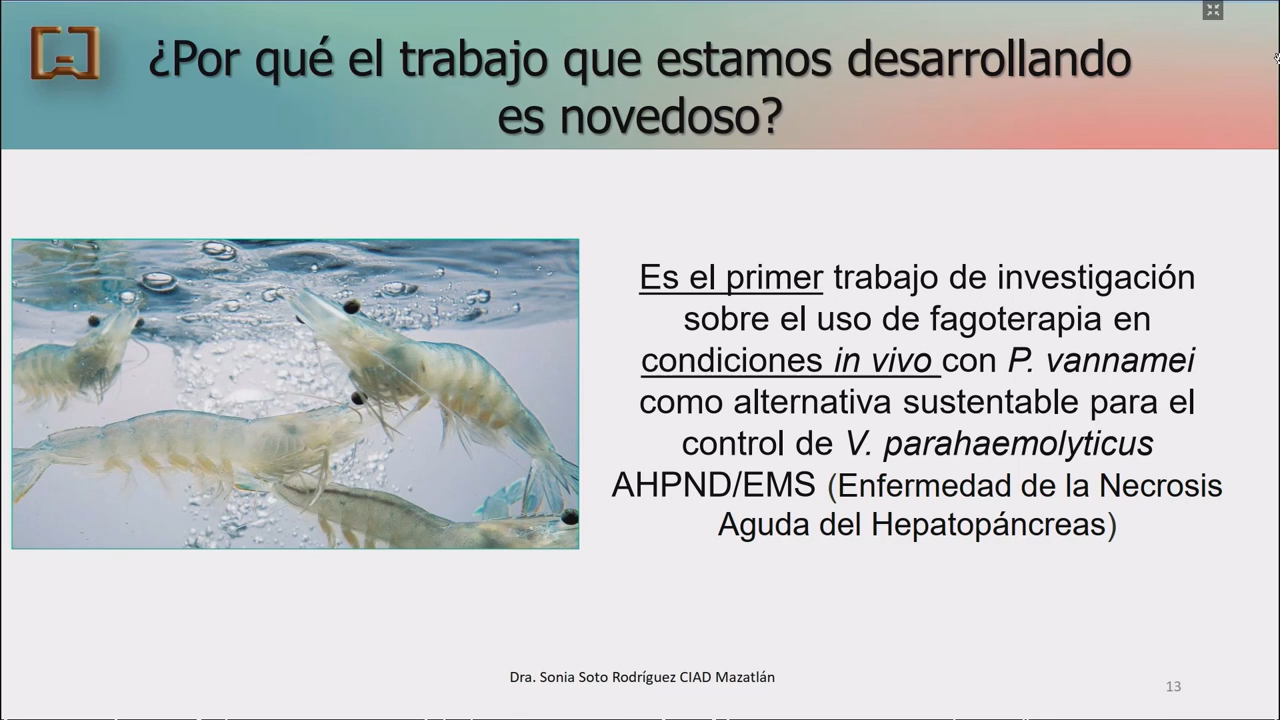 ¿Por qué el trabajo que estamos desarrollando
es novedoso?
Es el primer trabajo de investigación
sobre el uso de fagoterapia en
condiciones in vivo con P. vannamei
como alternativa sustentable para el
control de V. parahaemolyticus
AHPND/EMS (Enfermedad de la Necrosis
Aguda del Hepatopáncreas)
Dra. Sonia Soto Rodríguez CIAD Mazatlán
13